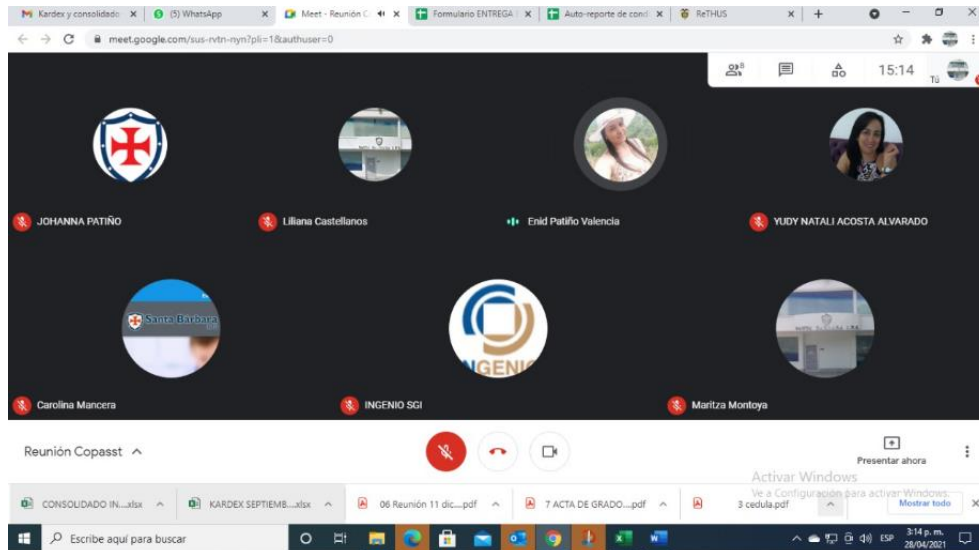 Kardex y consolidado
(5) WhatsApp
Meet - Reunión C
Formulario ENTREGA
Auto-reporte de cond
ReTHUS
meet.google.com/sus-rvtn-nyn?pli=1&authuser=0
8
15:14
Tú
JOHANNA PATIÑO
Liliana Castellanos
Enid Patiño Valencia
YUDY NATALI ACOSTA ALVARADO
Santa Bárbara
INGENIO
Carolina Mancera
INGENIO SGI
Maritza Montoya
Reunión Copasst
Presentar ahora
Activar Windows
Ve a Configuración para activar Windows.
CONSOLIDADO IN....xlsx
KARDEX SEPTIEMB....xlsx
06 Reunión 11 dic....pdf
7 ACTA DE GRADO....pdf
3 cedula.pdf
Mostrar todo
Escribe aquí para buscar
ESP
3:14 p. m.
28/04/2021